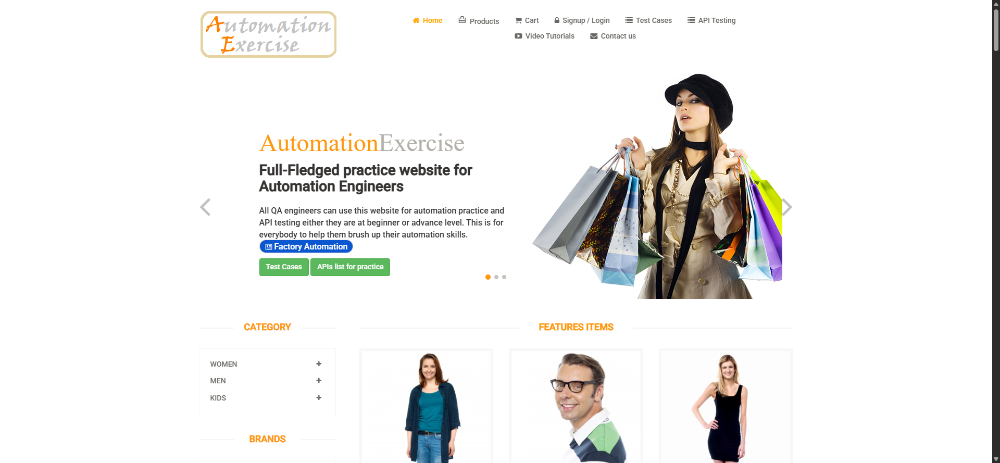 Automation
Exercise
Home
Products
Cart
Signup / Login
Test Cases
API Testing
Video Tutorials
Contact us
AutomationExercise
Full-Fledged practice website for
Automation Engineers
All QA engineers can use this website for automation practice and
API testing either they are at beginner or advance level. This is for
everybody to help them brush up their automation skills.
Factory Automation
Test Cases
APIs list for practice
CATEGORY
WOMEN
MEN
KIDS
BRANDS
FEATURES ITEMS